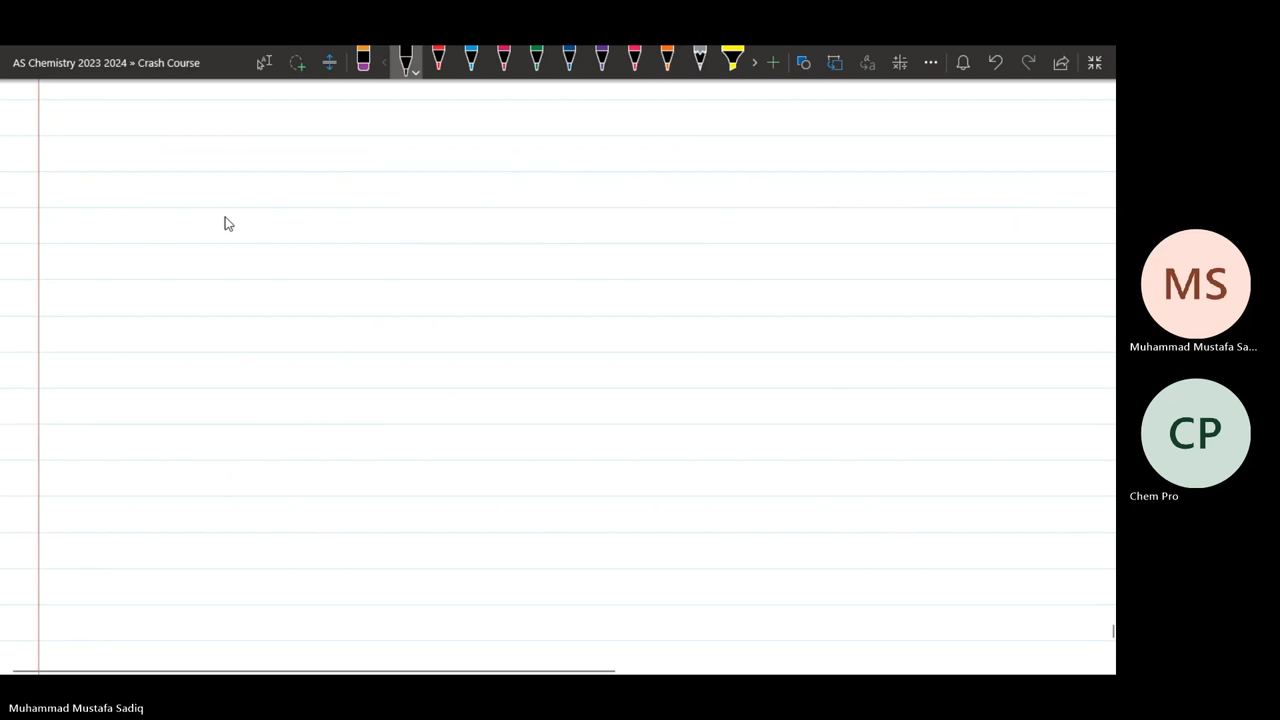 AS Chemistry 2023 2024 » Crash Course
MS
Muhammad Mustafa Sa...
CP
Chem Pro
Muhammad Mustafa Sadiq